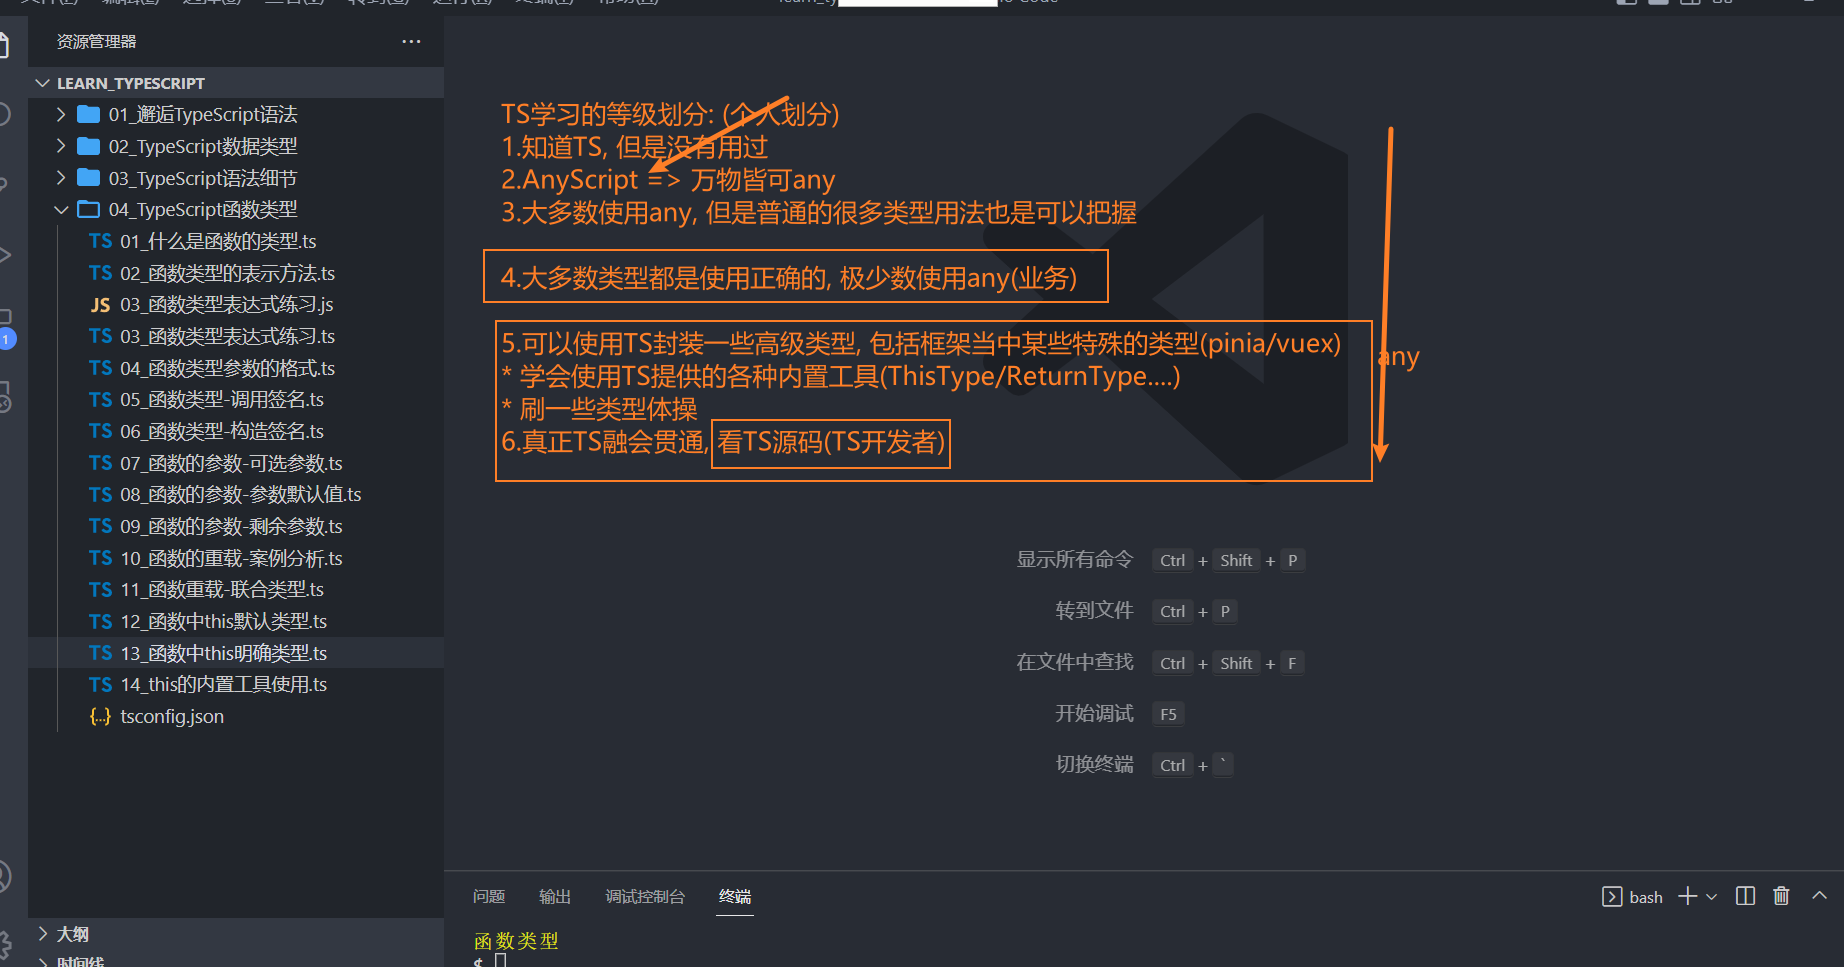 资源管理器
LEARN_TYPESCRIPT
01_邂逅TypeScript语法
02_TypeScript数据类型
03_TypeScript语法细节
04_TypeScript函数类型
TS 01_什么是函数的类型.ts
TS 02_函数类型的表示方法.ts
JS 03_函数类型表达式练习.js
TS 03_函数类型表达式练习.ts
TS 04_函数类型参数的格式.ts
TS 05_函数类型-调用签名.ts
TS 06_函数类型-构造签名.ts
TS 07_函数的参数-可选参数.ts
TS 08_函数的参数-参数默认值.ts
TS 09_函数的参数-剩余参数.ts
TS 10_函数的重载-案例分析.ts
TS 11_函数重载-联合类型.ts
TS 12_函数中this默认类型.ts
TS 13_函数中this明确类型.ts
TS 14_this的内置工具使用.ts
{...} tsconfig.json
大纲
时间线
1
TS学习的等级划分: (个人划分)
1.知道TS, 但是没有用过
2.AnyScript => 万物皆可any
3.大多数使用any, 但是普通的很多类型用法也是可以把握
4.大多数类型都是使用正确的, 极少数使用any(业务)
5.可以使用TS封装一些高级类型, 包括框架当中某些特殊的类型(pinia/vuex)
any
* 学会使用TS提供的各种内置工具(ThisType/ReturnType....)
* 刷一些类型体操
6.真正TS融会贯通, 看TS源码(TS开发者)
显示所有命令 Ctrl + Shift + P
转到文件 Ctrl + P
在文件中查找 Ctrl + Shift + F
开始调试 F5
切换终端 Ctrl + `
问题 输出 调试控制台 终端
bash
函数类型
$